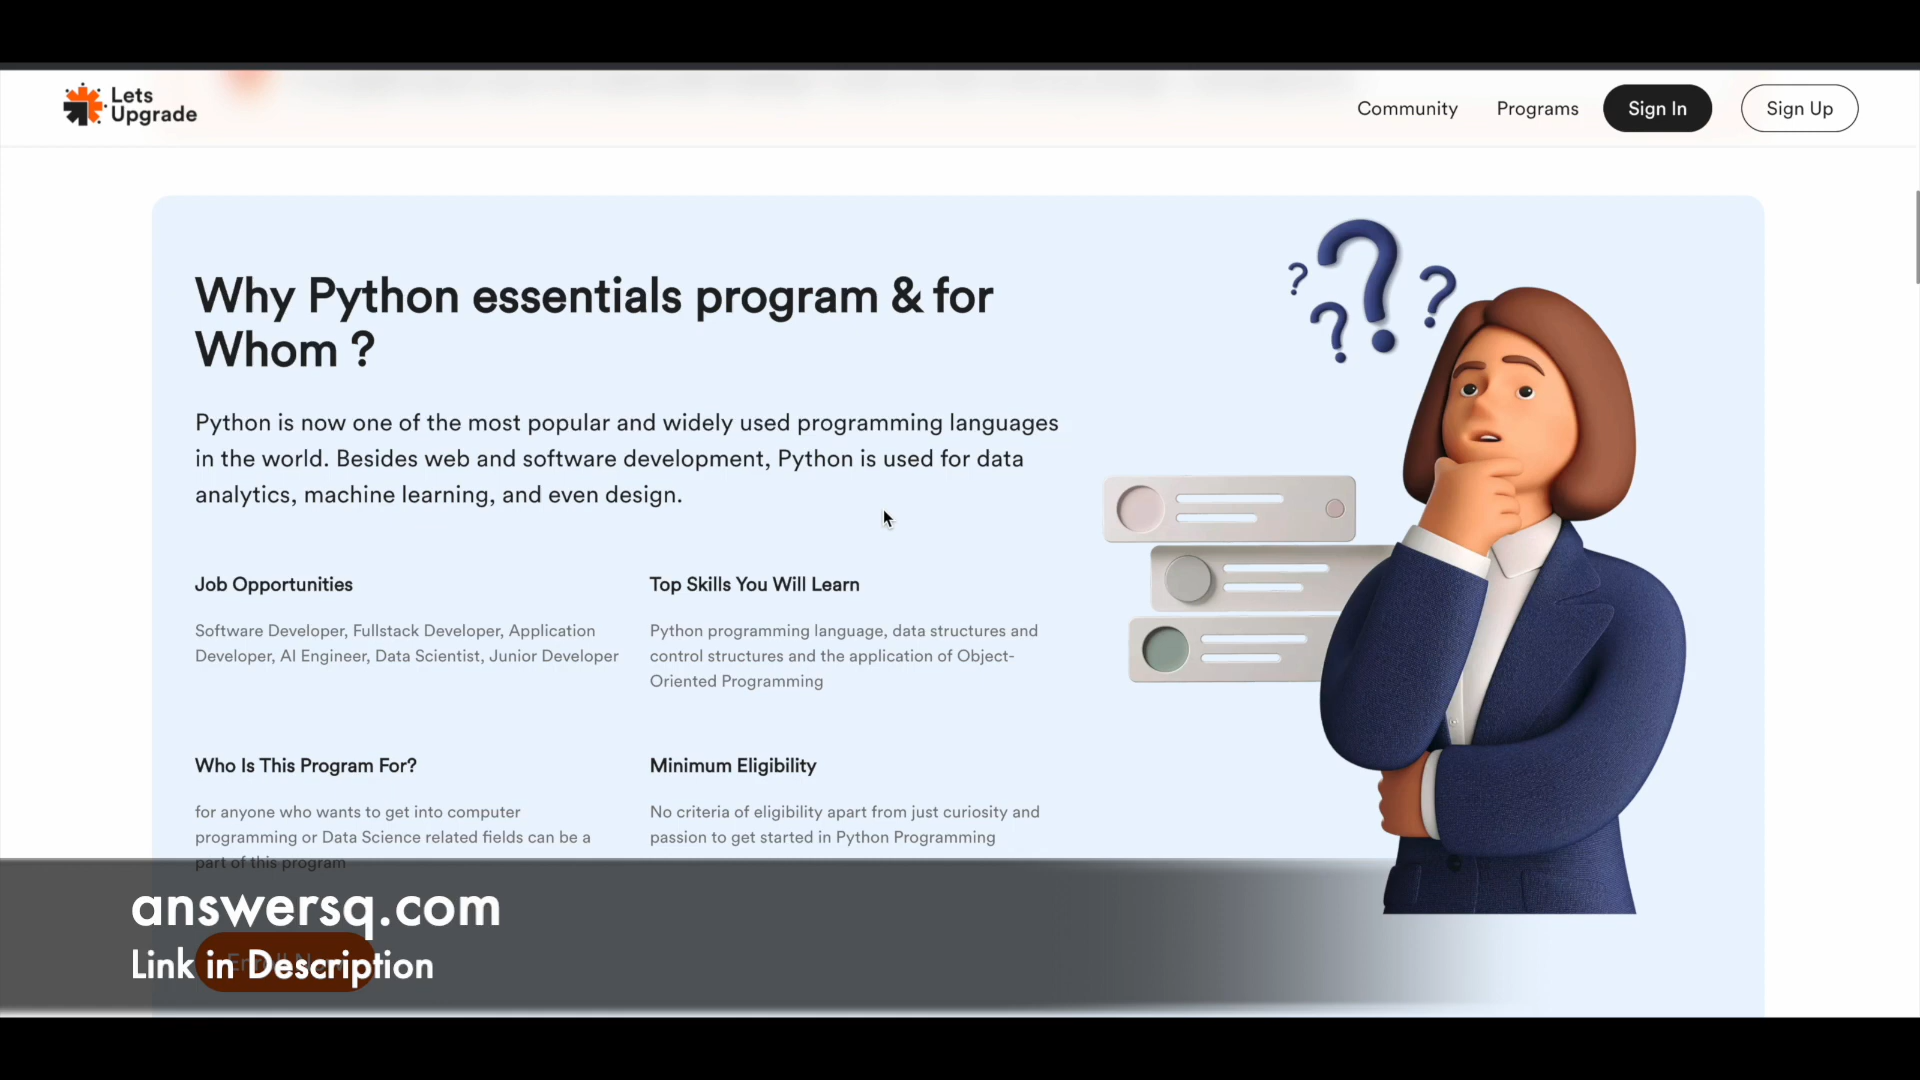 Lets
Upgrade
Community
Programs
Sign In
Sign Up
Why Python essentials program & for
Whom ?
Python is now one of the most popular and widely used programming languages
in the world. Besides web and software development, Python is used for data
analytics, machine learning, and even design.
Job Opportunities
Software Developer, Fullstack Developer, Application
Developer, AI Engineer, Data Scientist, Junior Developer
Top Skills You Will Learn
Python programming language, data structures and
control structures and the application of Object-
Oriented Programming
Who Is This Program For?
for anyone who wants to get into computer
programming or Data Science related fields can be a
part of this program
Minimum Eligibility
No criteria of eligibility apart from just curiosity and
passion to get started in Python Programming
answersq.com
Link in Description